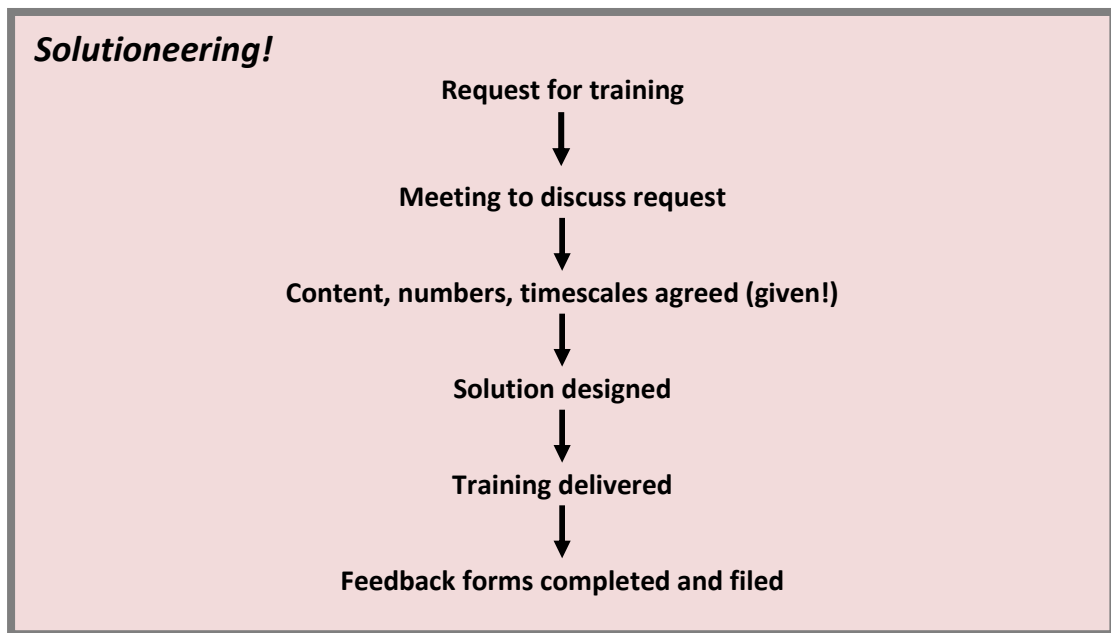 Solutioneering!
Request for training
Meeting to discuss request
Content, numbers, timescales agreed (given!)
Solution designed
Training delivered
Feedback forms completed and filed